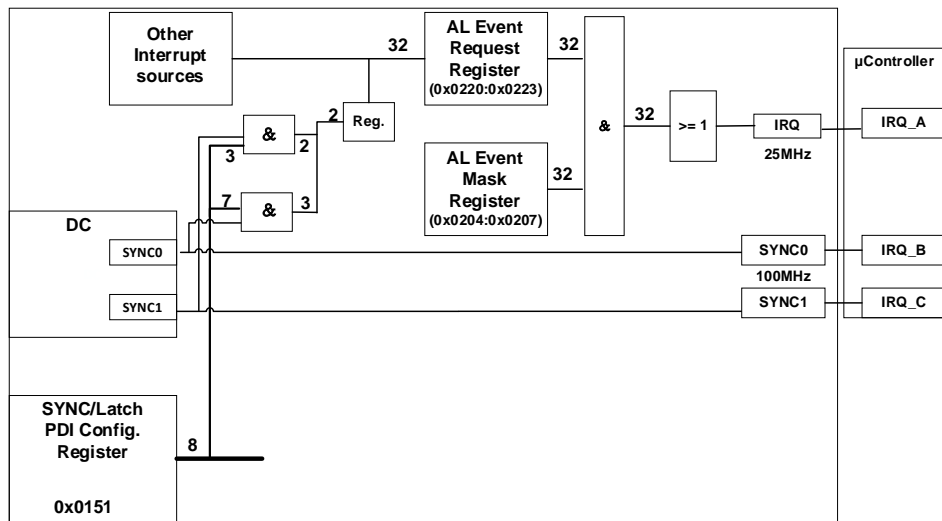 Other
Interrupt
sources
32
AL Event
Request
Register
(0x0220:0x0223)
32
&
32
>= 1
IRQ
25MHz
µController
IRQ_A
2
Reg.
&
2
3
AL Event
Mask
Register
(0x0204:0x0207)
32
7
&
3
DC
SYNC0
SYNC1
SYNC0
100MHz
SYNC1
IRQ_B
IRQ_C
SYNC/Latch
PDI Config.
Register
0x0151
8